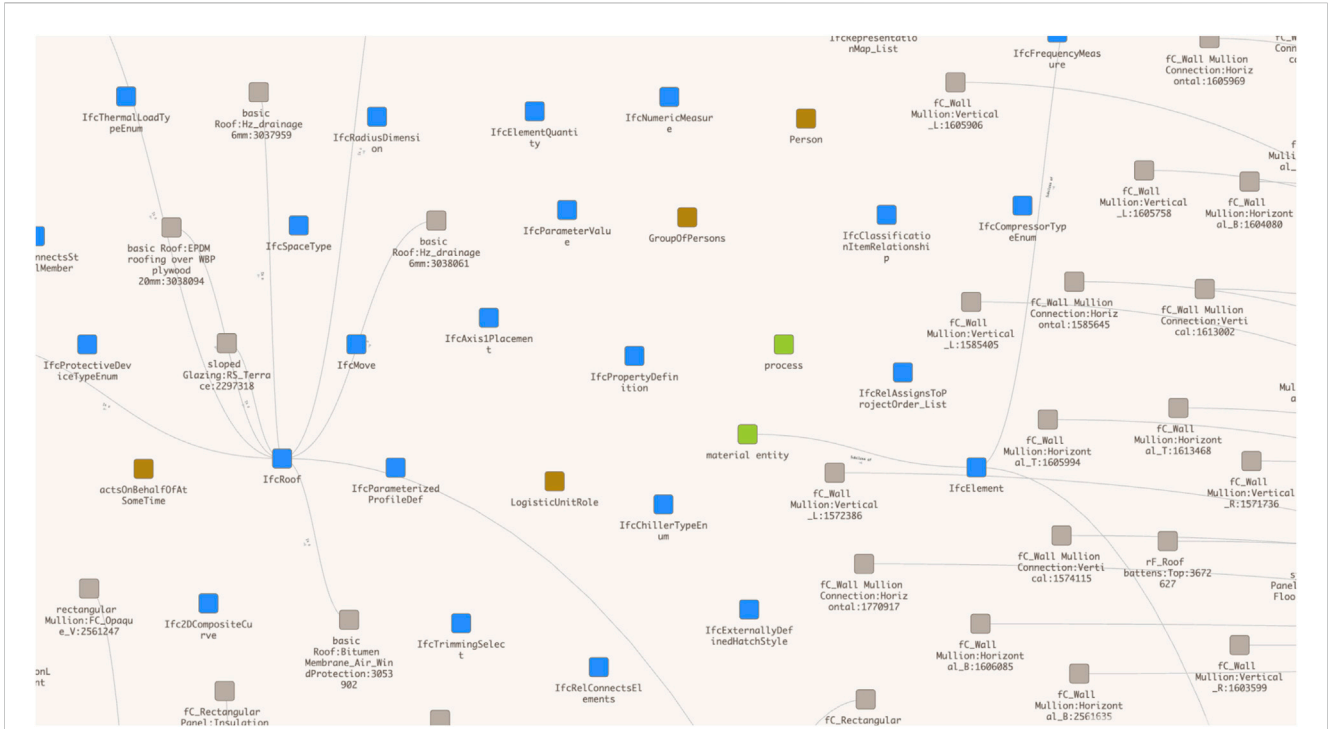 IfcRepresentatio
nMap_List
IfcFrequencyMeas
ure
fC_Wall Mullion
Connection:Horiz
ontal:1605969
IfcThermalLoadTy
peEnum
basic
Roof:Hz_drainage
6mm:3037959
IfcRadiusDimensi
on
IfcElementQuanti
ty
IfcNumericMeasur
e
Person
fC_Wall
Mullion:Vertical
_L:1605906
fC_Wall
Mullion:Vertical
_L:1605758
fC_Wall
Mullion:Horizont
al_B:1604080
basic Roof:EPDM
roofing over WBP
plywood
20mm:3038094
IfcSpaceType
basic
Roof:Hz_drainage
6mm:3038061
IfcParameterValu
e
GroupOfPersons
IfcClassificatio
nItemRelationshi
p
IfcCompressorTyp
eEnum
nnectsSt
lMember
IfcProtectiveDev
iceTypeEnum
sloped
Glazing:RS_Terra
ce:2297318
IfcMove
IfcAxis1Placemen
t
IfcPropertyDefin
ition
process
IfcRelAssignsToP
rojectOrder_List
fC_Wall
Mullion:Vertical
_L:1585405
fC_Wall Mullion
Connection:Horiz
ontal:1585645
fC_Wall Mullion
Connection:Verti
cal:1613002
actsOnBehalfOfAt
SomeTime
IfcRoof
IfcParameterized
ProfileDef
LogisticUnitRole
material entity
IfcChillerTypeEn
um
fC_Wall
Mullion:Vertical
_L:1572386
IfcElement
fC_Wall
Mullion:Horizont
al_T:1605994
fC_Wall
Mullion:Horizont
al_T:1613468
fC_Wall
Mullion:Vertical
_R:1571736
fC_Wall Mullion
Connection:Verti
cal:1574115
rF_Roof
battens:Top:3672
627
fC_Wall Mullion
Connection:Horiz
ontal:1770917
rectangular
Mullion:FC_Opaqu
e_V:2561247
Ifc2DCompositeCu
rve
basic
Roof:Bitumen
Membrane_Air_Win
dProtection:3053
902
IfcTrimmingSelec
t
IfcExternallyDef
inedHatchStyle
IfcRelConnectsEl
ements
fC_Wall
Mullion:Horizont
al_B:1606085
fC_Wall
Mullion:Vertical
_R:1603599
fC_Wall
Mullion:Horizont
al_B:2561635
fC_Rectangular
Panel:Insulation
fC_Rectangular